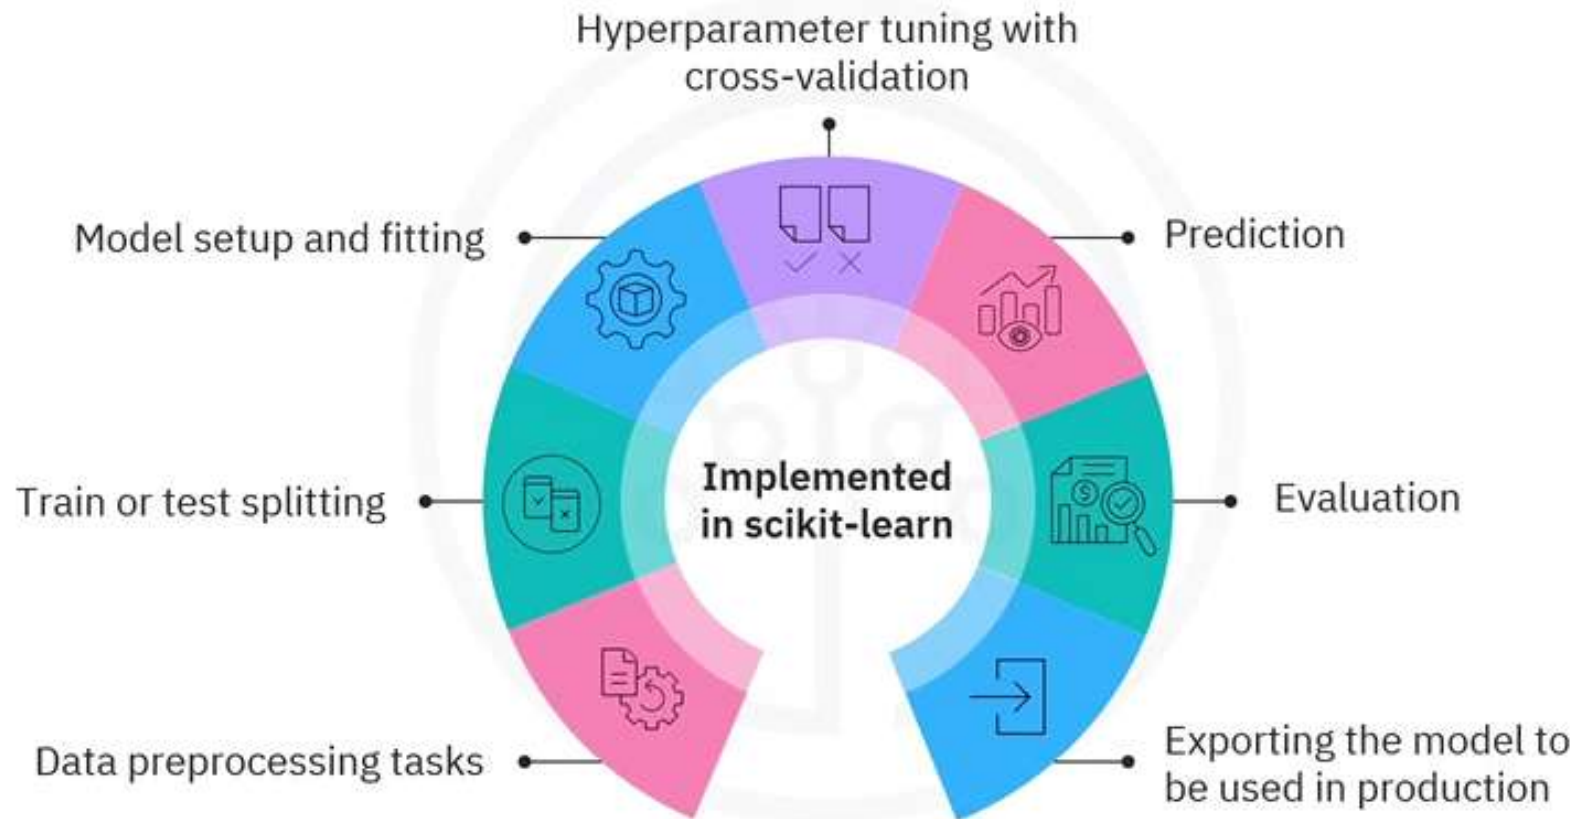 Hyperparameter tuning with
cross-validation
Model setup and fitting
Prediction
Train or test splitting
Implemented
in scikit-learn
Evaluation
Data preprocessing tasks
Exporting the model to
be used in production